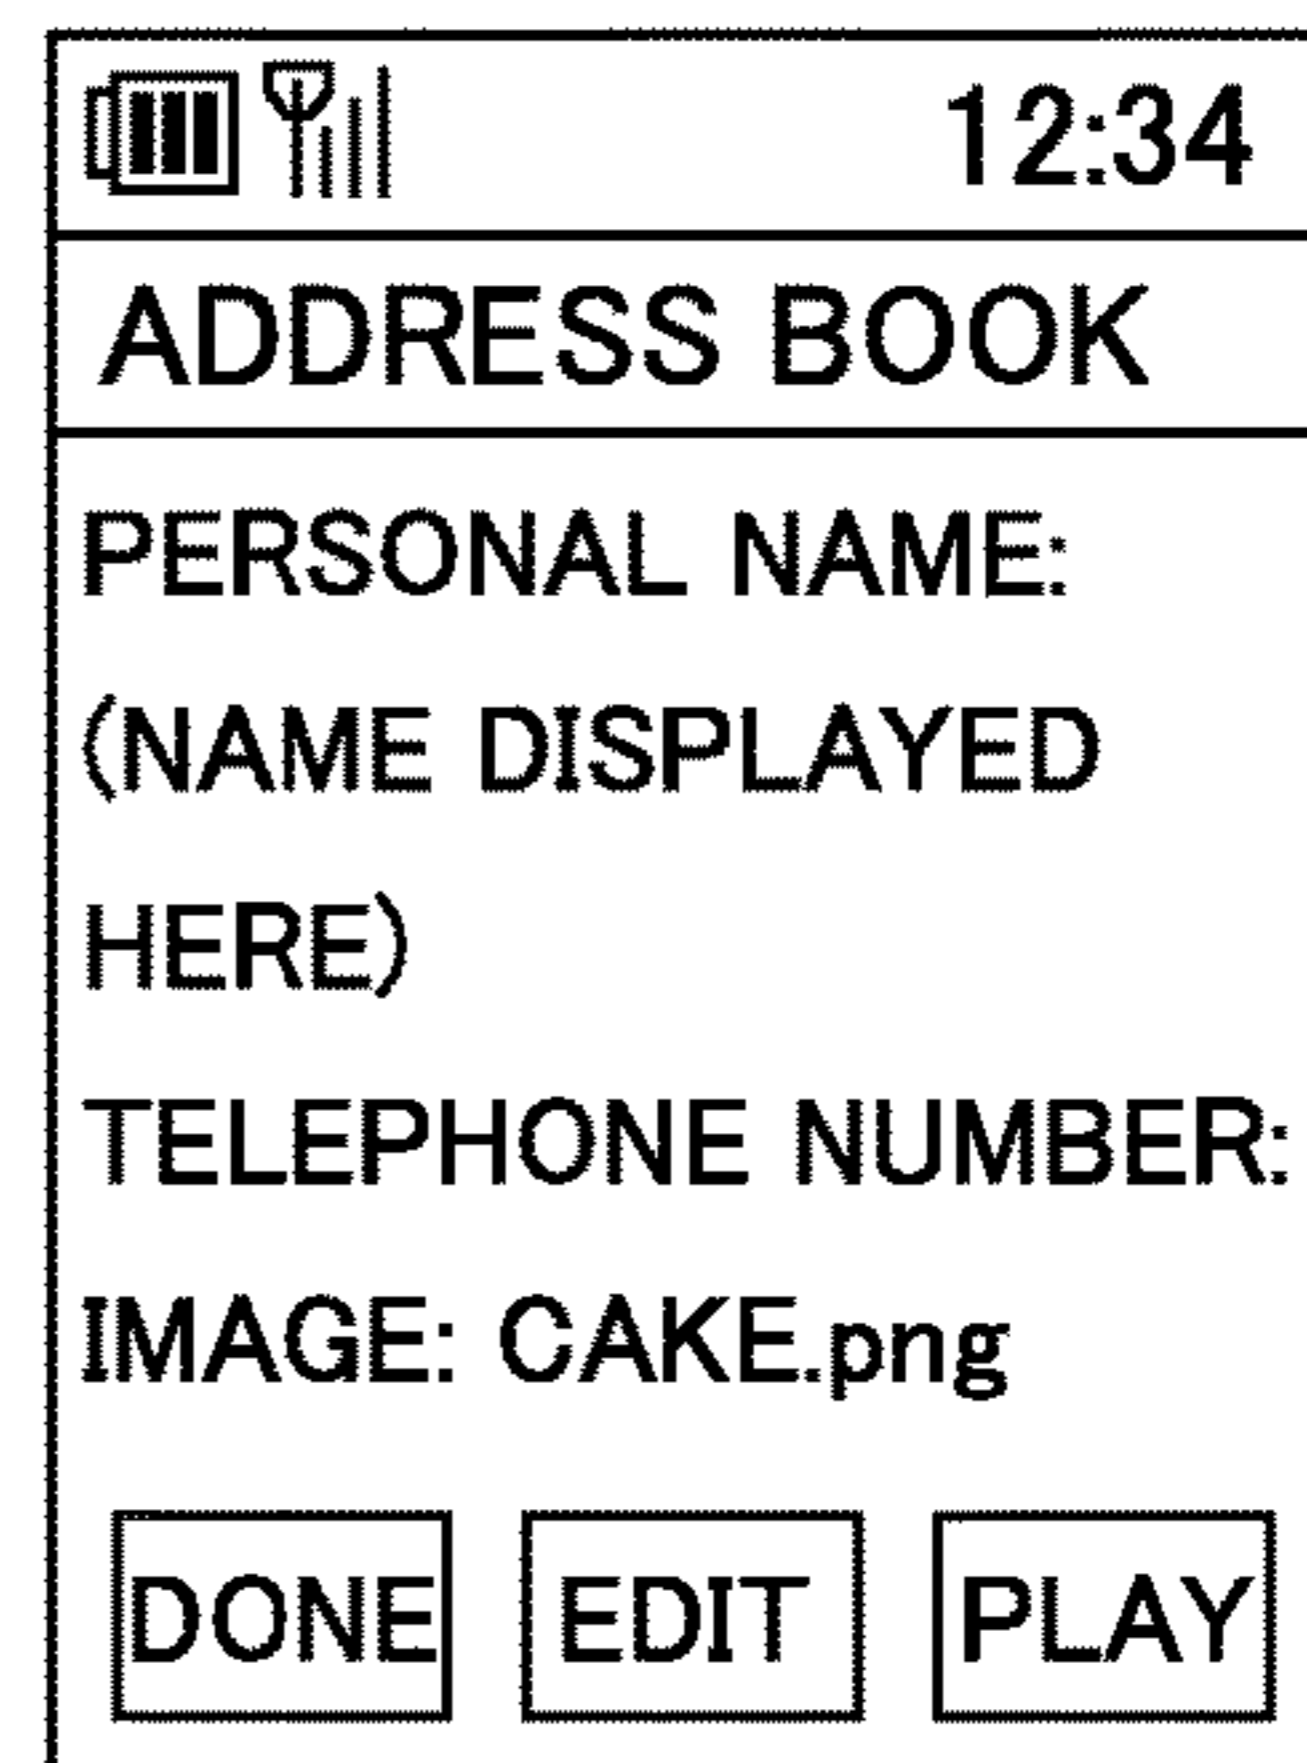 12:34
ADDRESS BOOK
PERSONAL NAME:
(NAME DISPLAYED
HERE)
TELEPHONE NUMBER:
IMAGE: CAKE.png
DONE EDIT PLAY